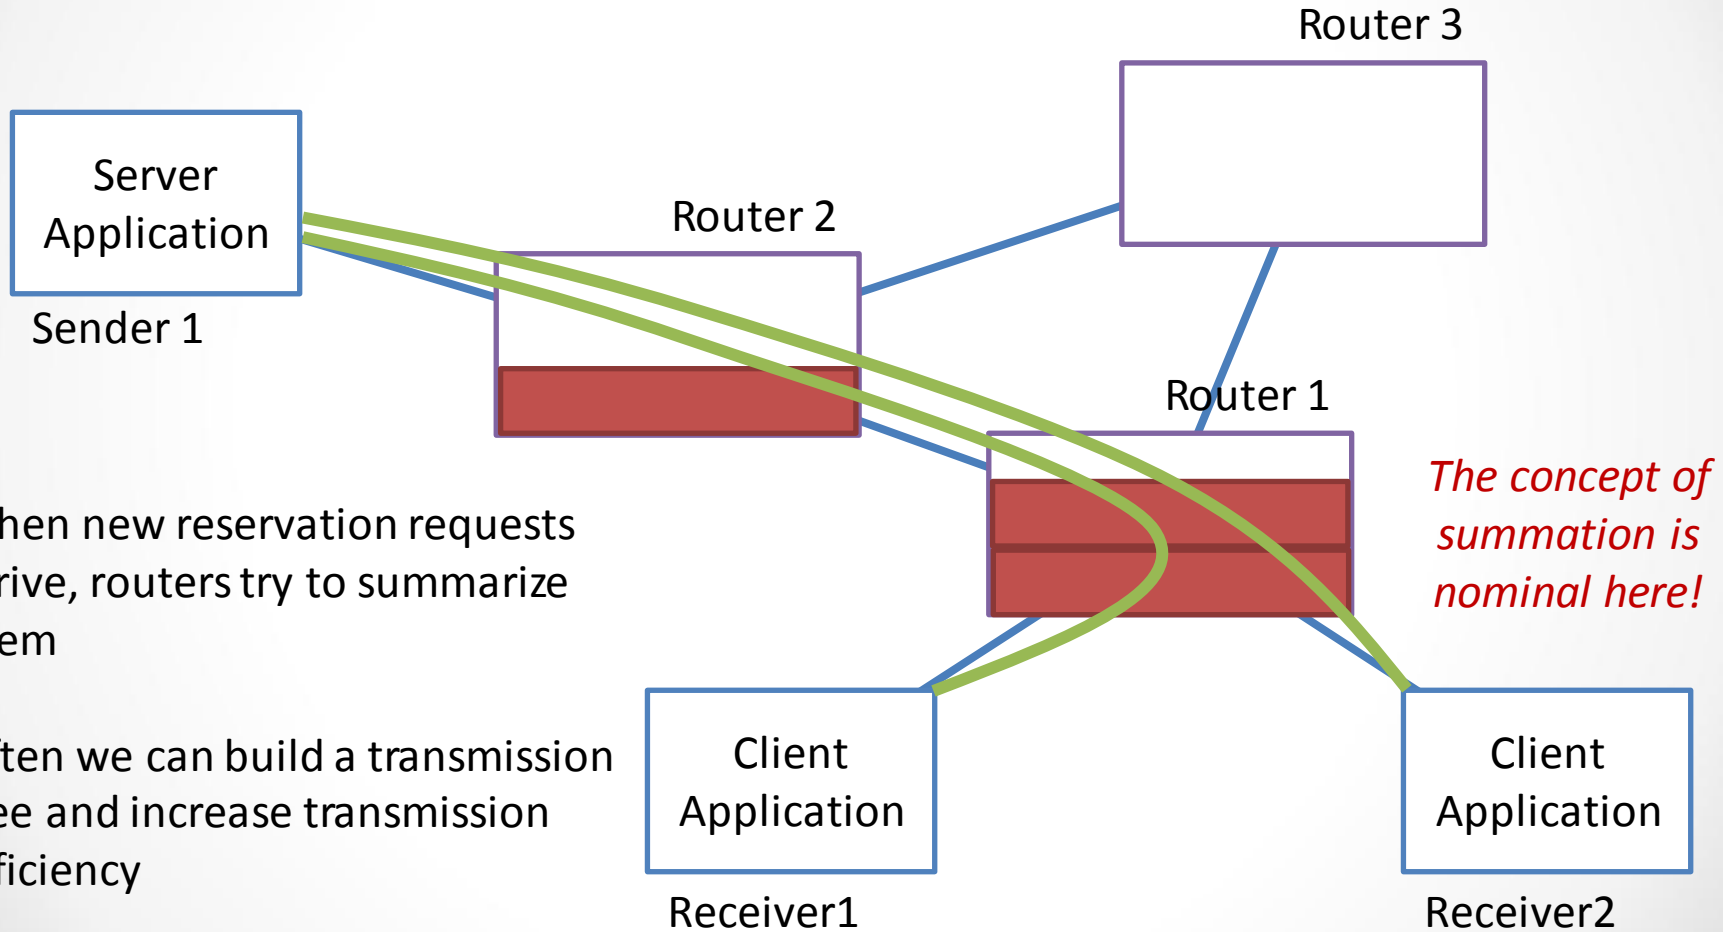 Router 3
Server
Application
Sender 1
Router 2
Router 1
The concept of
summation is
nominal here!
hen new reservation requests
rive, routers try to summarize
em
ten we can build a transmission
ee and increase transmission
ficiency
Client
Application
Receiver1
Client
Application
Receiver2